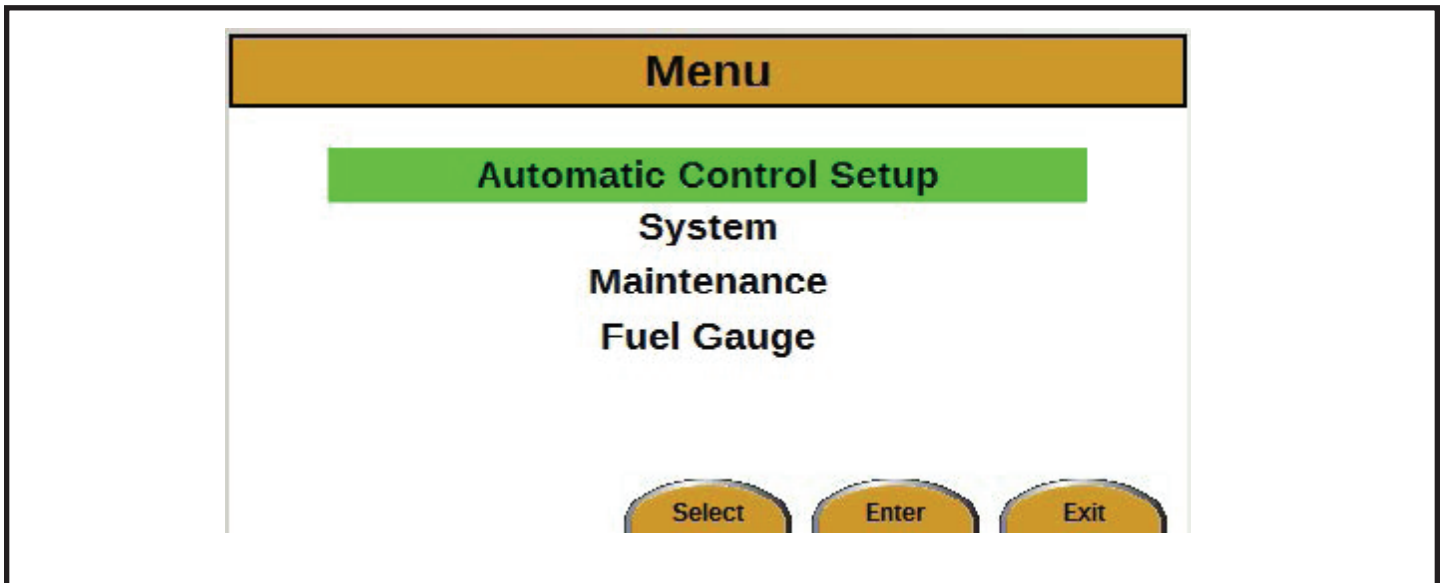 Menu
Automatic Control Setup
System
Maintenance
Fuel Gauge
Select Enter Exit